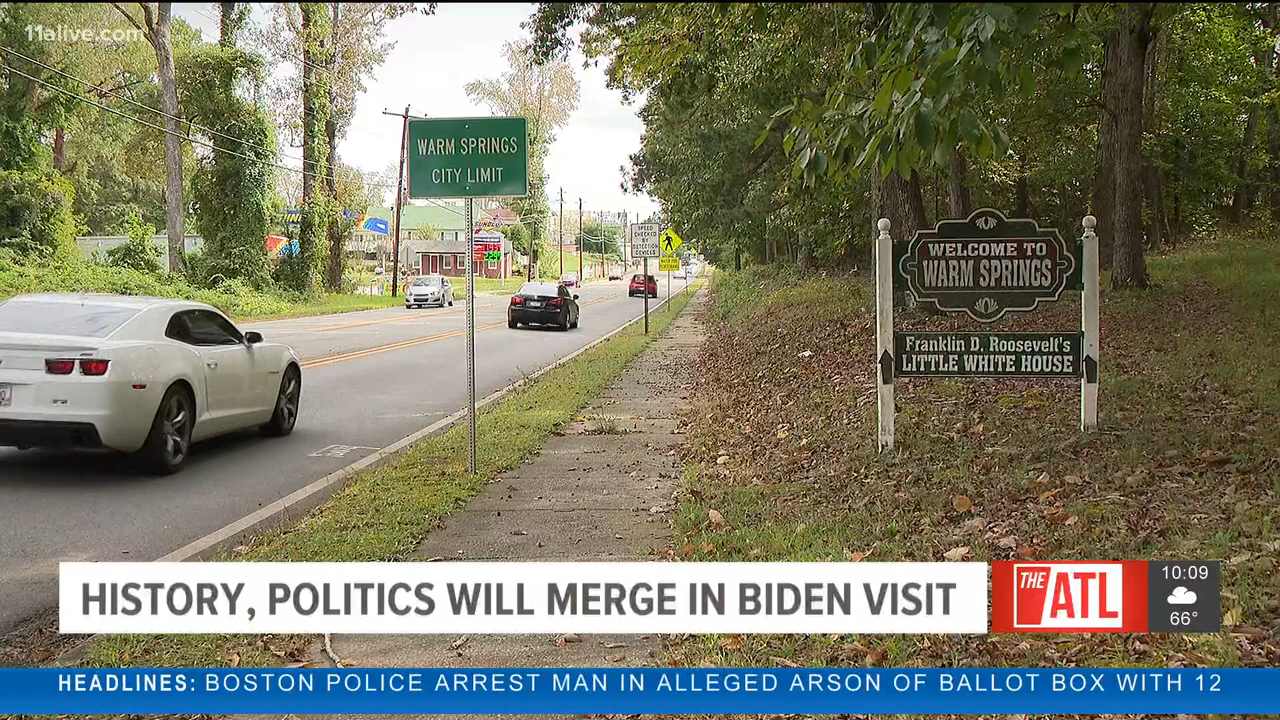 11alive.com
WARM SPRINGS
CITY LIMIT
SPEED
CHECKED
DETECTION
DEVICES
WELCOME TO
WARM SPRINGS
Franklin D. Roosevelt's
LITTLE WHITE HOUSE
HISTORY, POLITICS WILL MERGE IN BIDEN VISIT
THE ATL
10:09
66°
HEADLINES: BOSTON POLICE ARREST MAN IN ALLEGED ARSON OF BALLOT BOX WITH 12